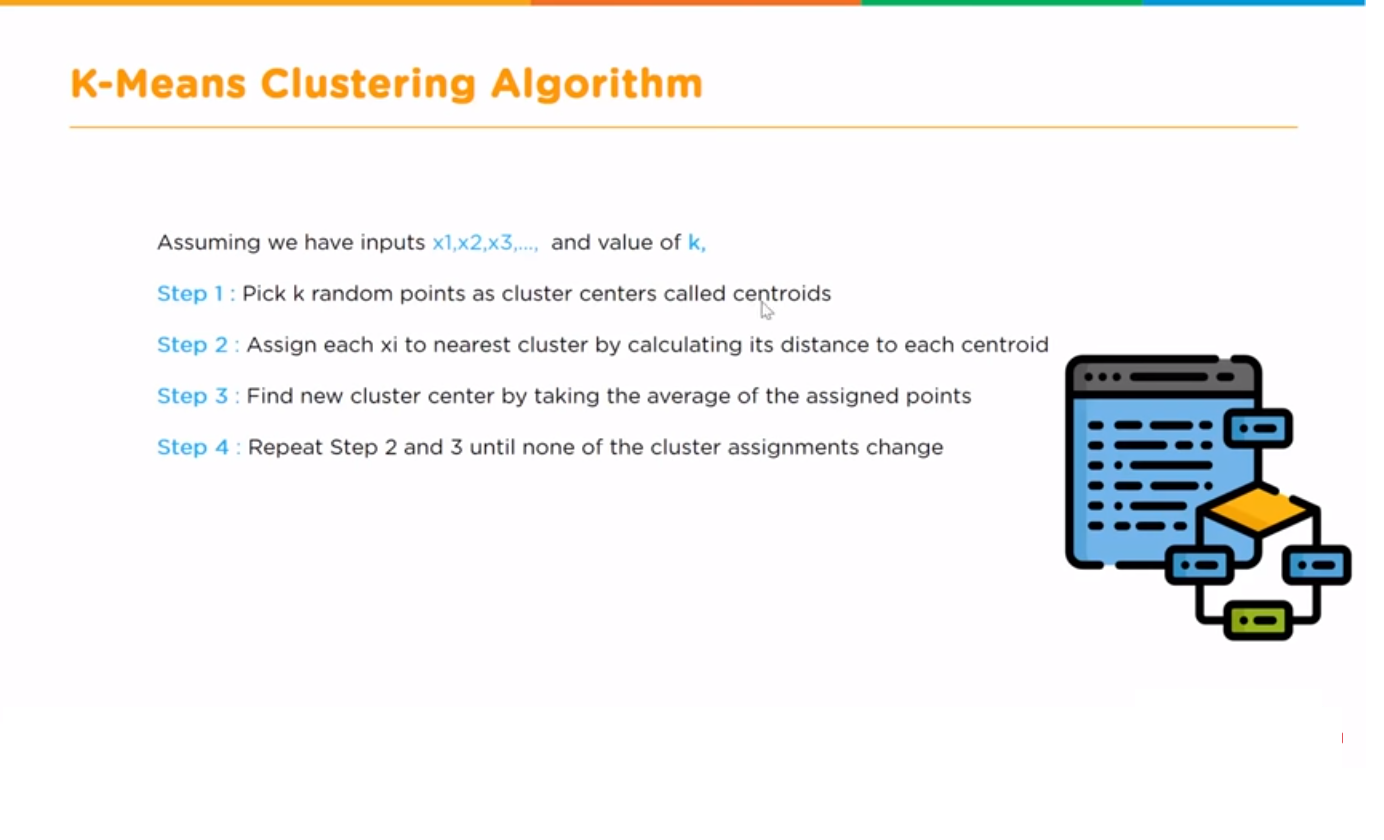 K-Means Clustering Algorithm
Assuming we have inputs x1,x2,x3,..., and value of k,
Step 1 : Pick k random points as cluster centers called centroids
Step 2 : Assign each xi to nearest cluster by calculating its distance to each centroid
Step 3 : Find new cluster center by taking the average of the assigned points
Step 4 : Repeat Step 2 and 3 until none of the cluster assignments change